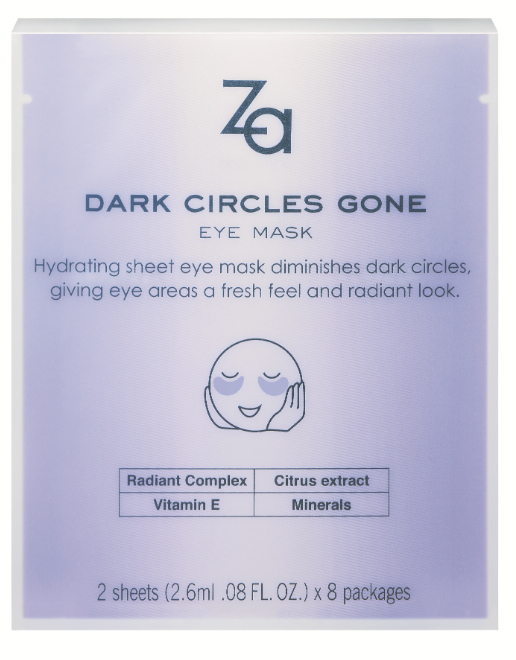 Za
DARK CIRCLES GONE
EYE MASK
Hydrating sheet eye mask diminishes dark circles,
giving eye areas a fresh feel and radiant look.
Radiant Complex Citrus extract
Vitamin E Minerals
2 sheets (2.6ml .08 FL. OZ.) x 8 packages